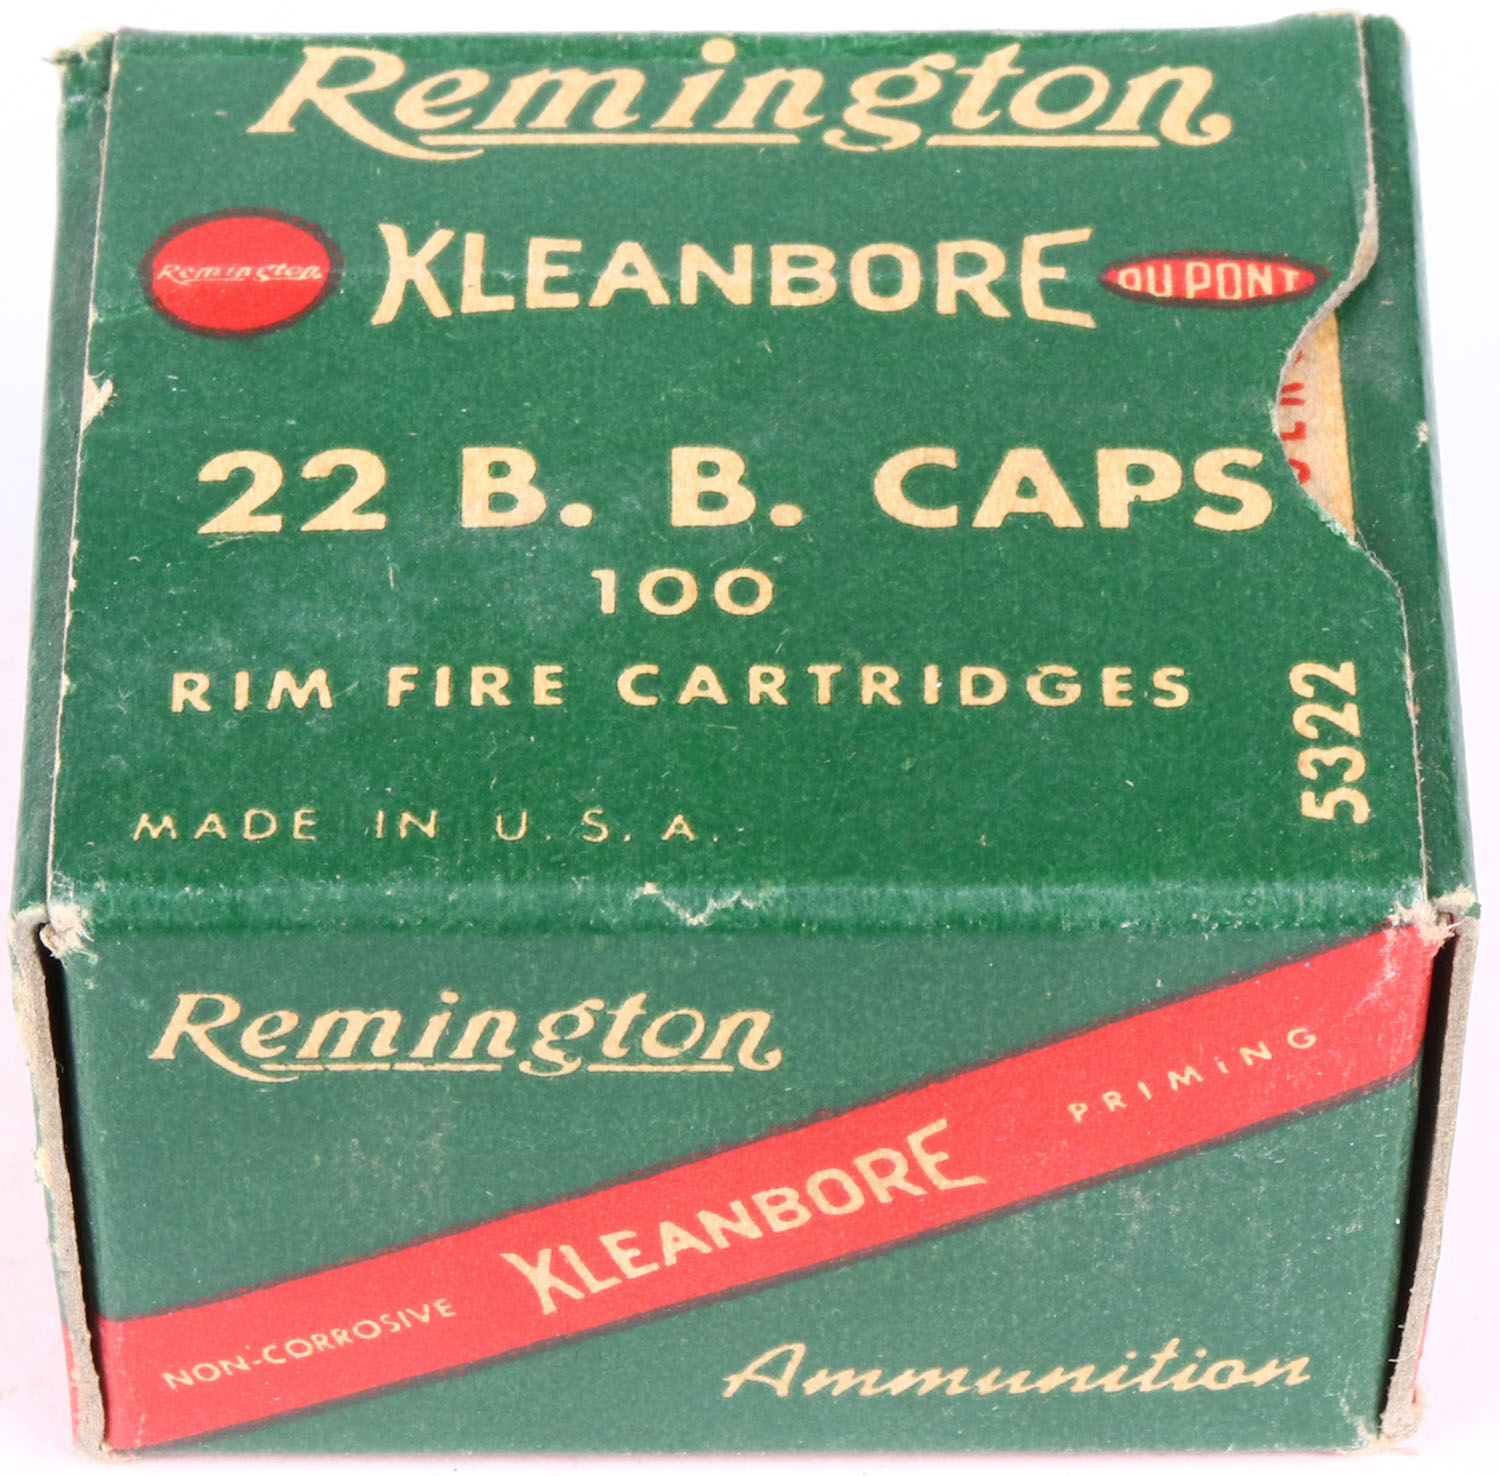 Remington
Remington KLEANBORE DU PONT
22 B. B. CAPS
100
RIM FIRE CARTRIDGES
5322
MADE IN U. S. A.
Remington
NON-CORROSIVE KLEANBORE PRIMING
Ammunition